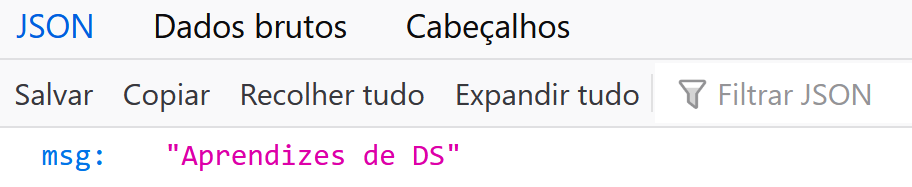 JSON Dados brutos Cabeçalhos
Salvar Copiar Recolher tudo Expandir tudo Filtrar JSON
msg: "Aprendizes de DS"